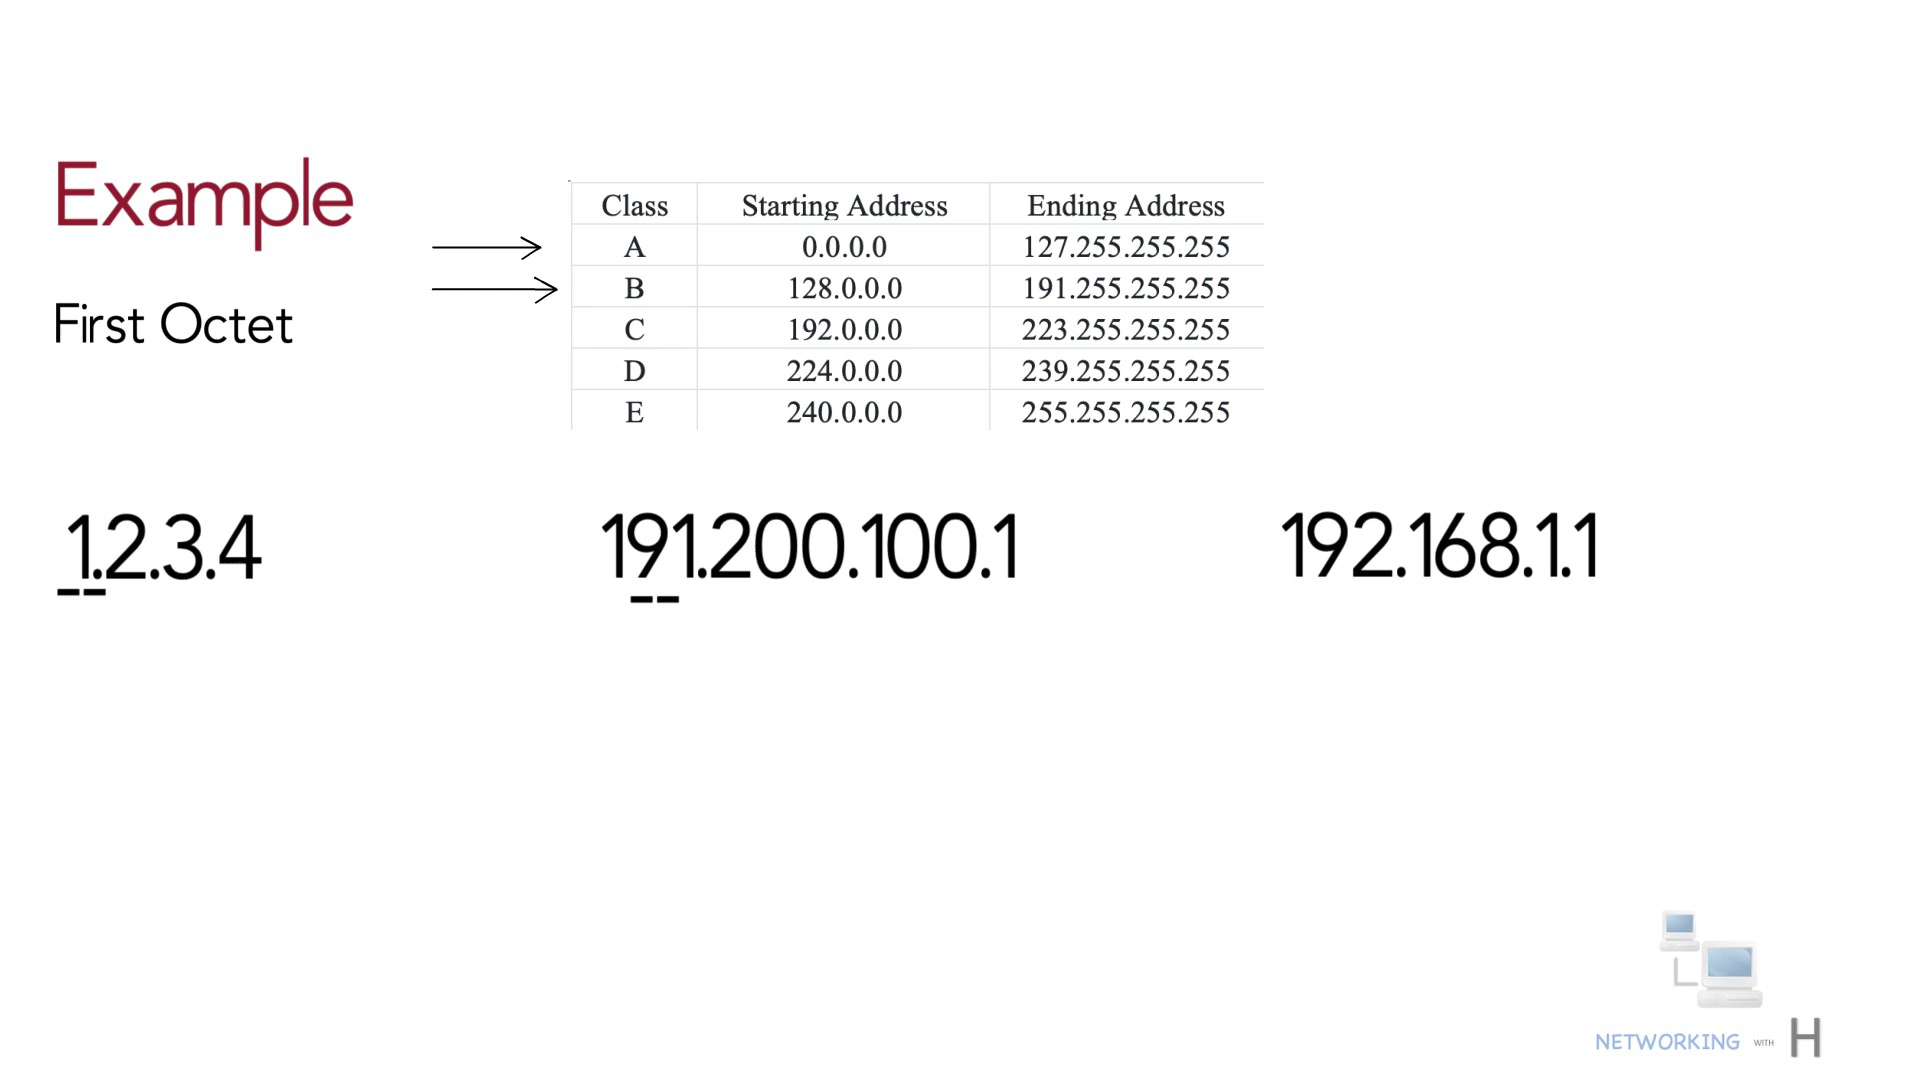 Example
First Octet
Class Starting Address Ending Address
A 0.0.0.0 127.255.255.255
B 128.0.0.0 191.255.255.255
C 192.0.0.0 223.255.255.255
D 224.0.0.0 239.255.255.255
E 240.0.0.0 255.255.255.255
1.2.3.4 191.200.100.1 192.168.1.1
NETWORKING WITH H